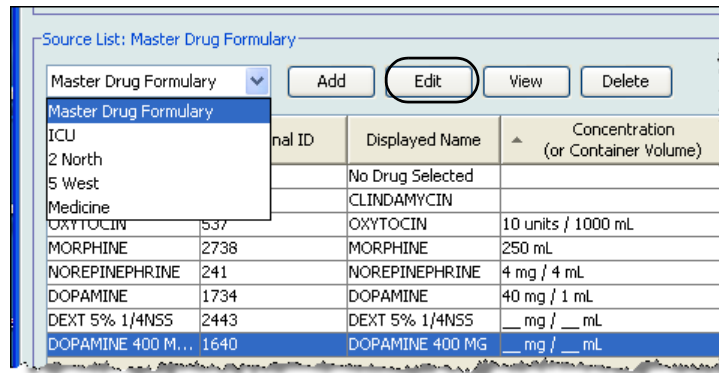 Source List: Master Drug Formulary
Master Drug Formulary Add Edit View Delete
Master Drug Formulary
ICU
2 North
5 West
Medicine
nal ID Displayed Name Concentration
(or Container Volume)
No Drug Selected
CLINDAMYCIN
OXYTOCIN 537 OXYTOCIN 10 units / 1000 mL
MORPHINE 2738 MORPHINE 250 mL
NOREPINEPHRINE 241 NOREPINEPHRINE 4 mg / 4 mL
DOPAMINE 1734 DOPAMINE 40 mg / 1 mL
DEXT 5% 1/4NSS 2443 DEXT 5% 1/4NSS __ mg / __ mL
DOPAMINE 400 M... 1640 DOPAMINE 400 MG __ mg / __ mL